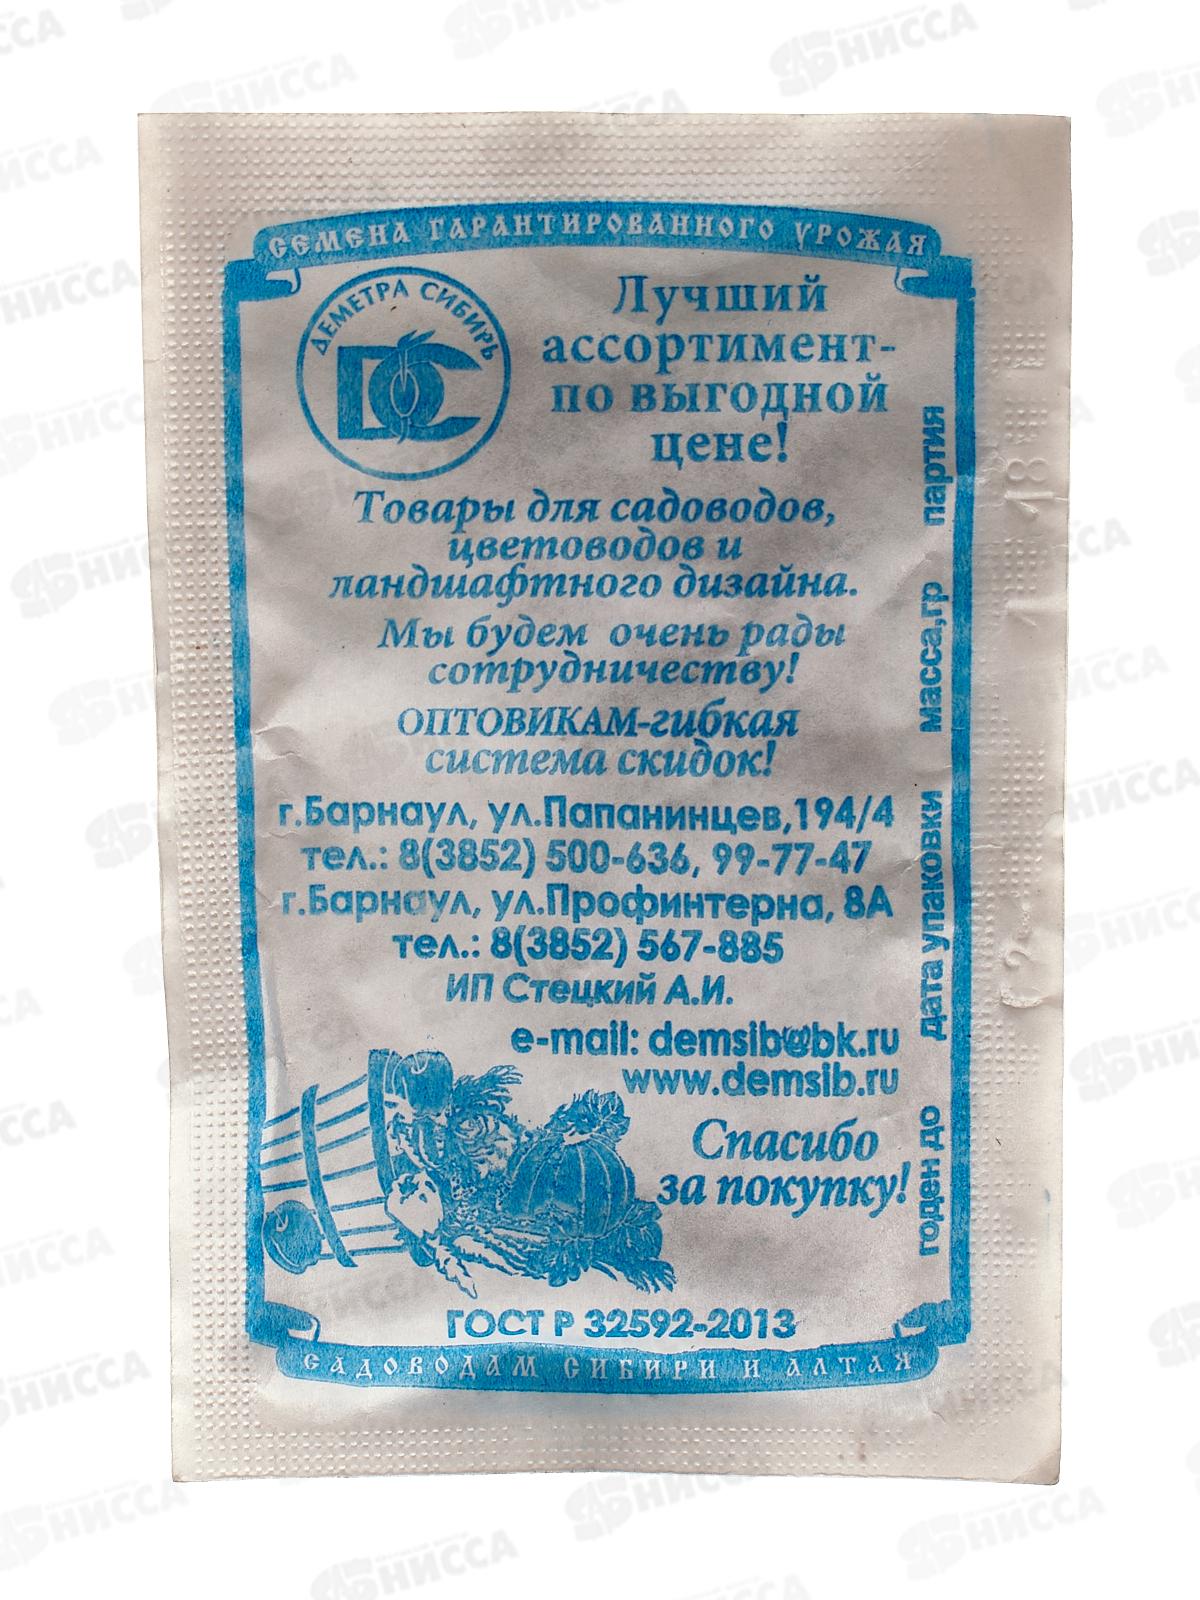 СЕМЕНА ГАРАНТИРОВАННОГО УРОЖАЯ
ДЕМЕТРА СИБИРЬ
ДС
Лучший
ассортимент-
по выгодной
цене!
Товары для садоводов,
цветоводов и
ландшафтного дизайна.
Мы будем очень рады
сотрудничеству!
ОПТОВИКАМ-гибкая
система скидок!
г.Барнаул, ул.Папанинцев,194/4
тел.: 8(3852) 500-636, 99-77-47
г.Барнаул, ул.Профинтерна, 8А
тел.: 8(3852) 567-885
ИП Стецкий А.И.
e-mail: demsib@bk.ru
www.demsib.ru
Спасибо
за покупку!
годен до дата упаковки масса,гр партия
ГОСТ Р 32592-2013
САДОВОДАМ СИБИРИ И АЛТАЯ
НИССА